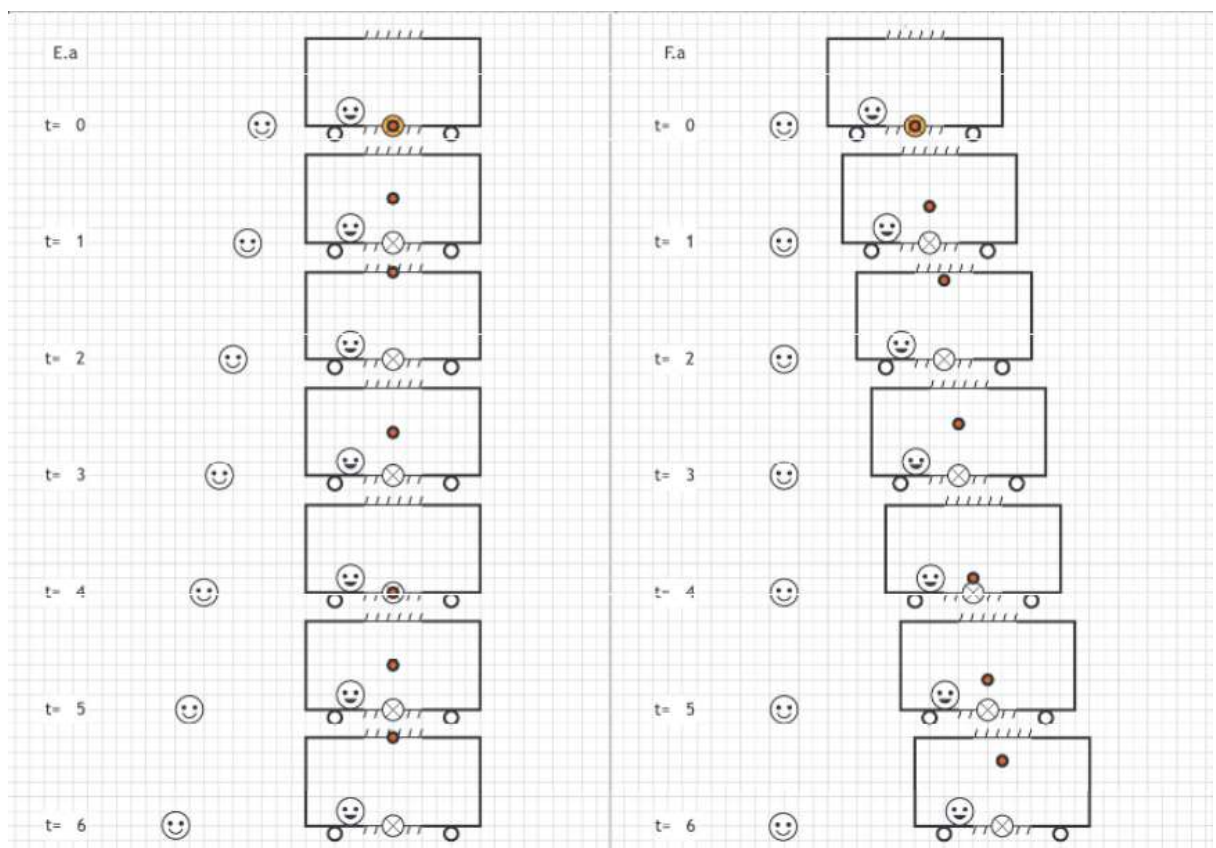 E.a
t= 0
t= 1
t= 2
t= 3
t= 4
t= 5
t= 6
F.a
t= 0
t= 1
t= 2
t= 3
t= 4
t= 5
t= 6